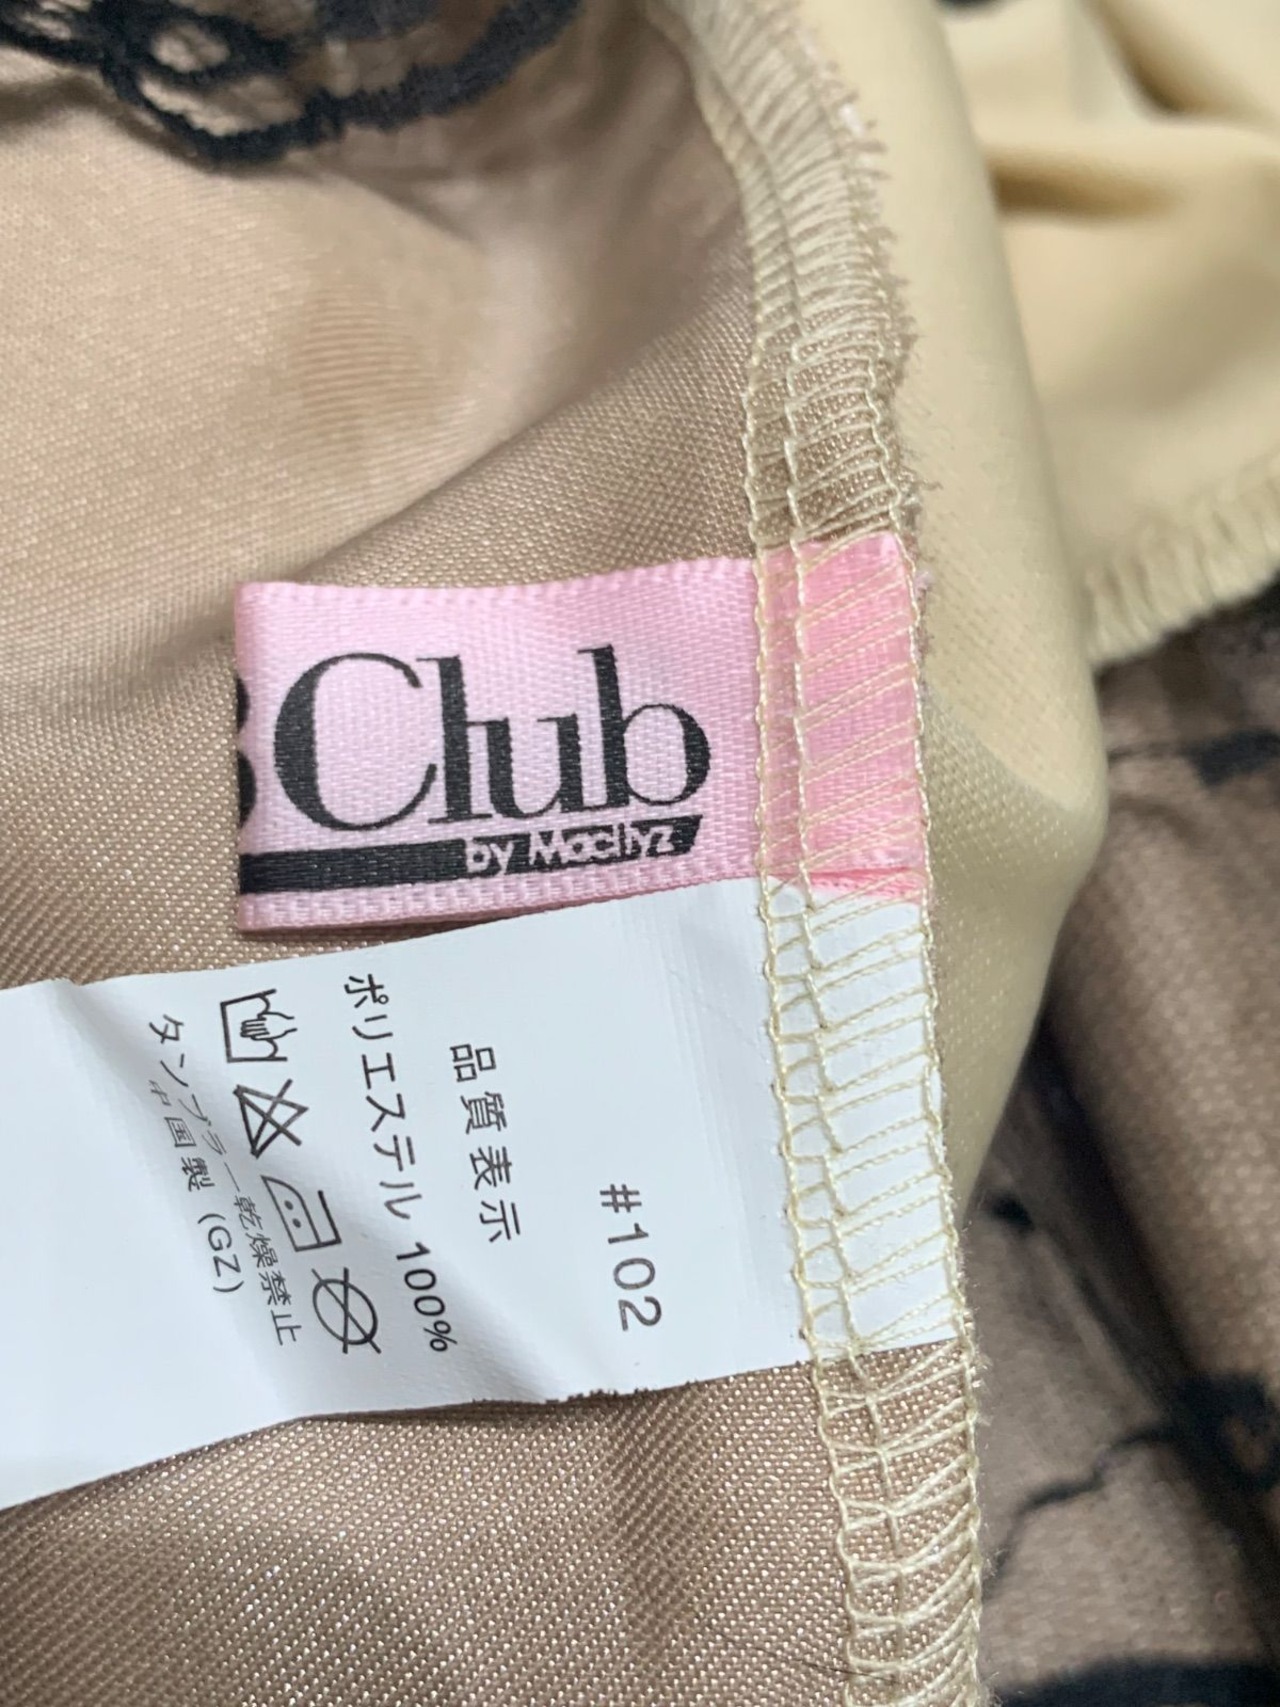 Club
by Macllyz
#102
品質表示
ポリエステル 100%
タンブラー乾燥禁止
中国製 (GZ)